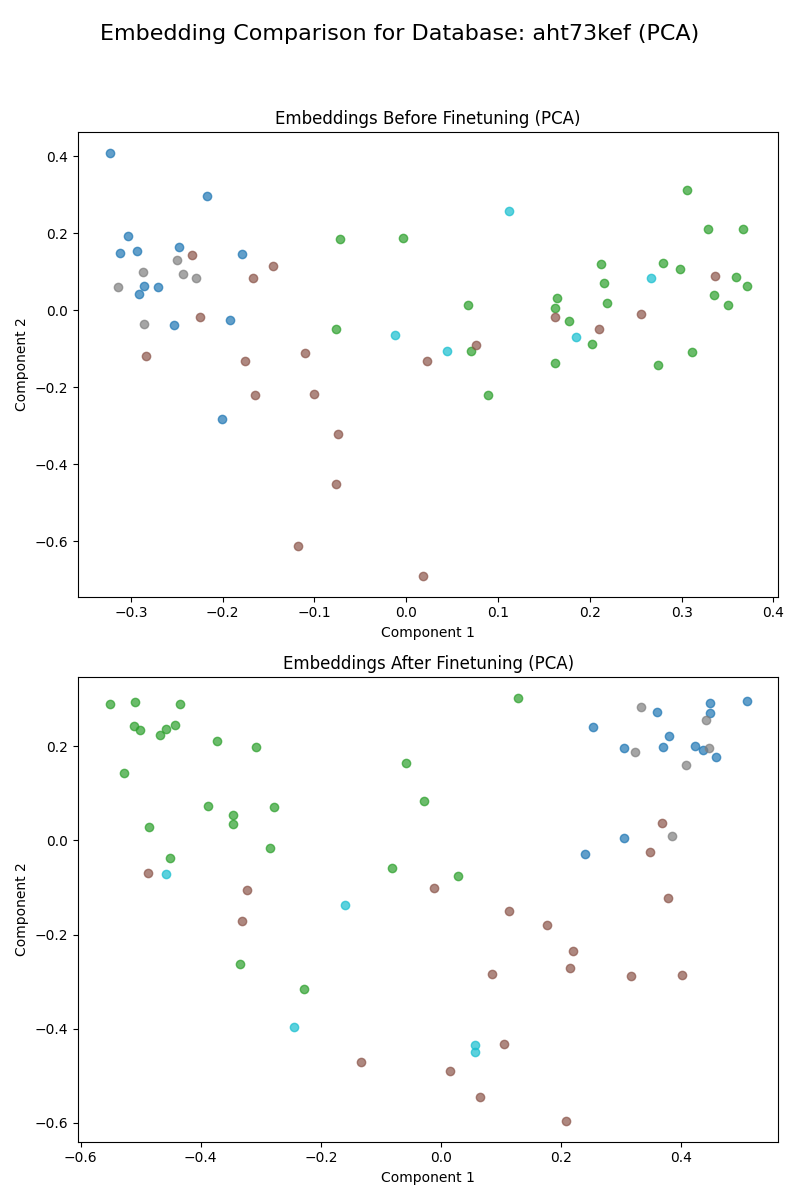 Embedding Comparison for Database: aht73kef (PCA)
Embeddings Before Finetuning (PCA)
Component 2
0.4
0.2
0.0
−0.2
−0.4
−0.6
−0.3 −0.2 −0.1 0.0 0.1 0.2 0.3 0.4
Component 1
Embeddings After Finetuning (PCA)
Component 2
0.2
0.0
−0.2
−0.4
−0.6
−0.6 −0.4 −0.2 0.0 0.2 0.4
Component 1